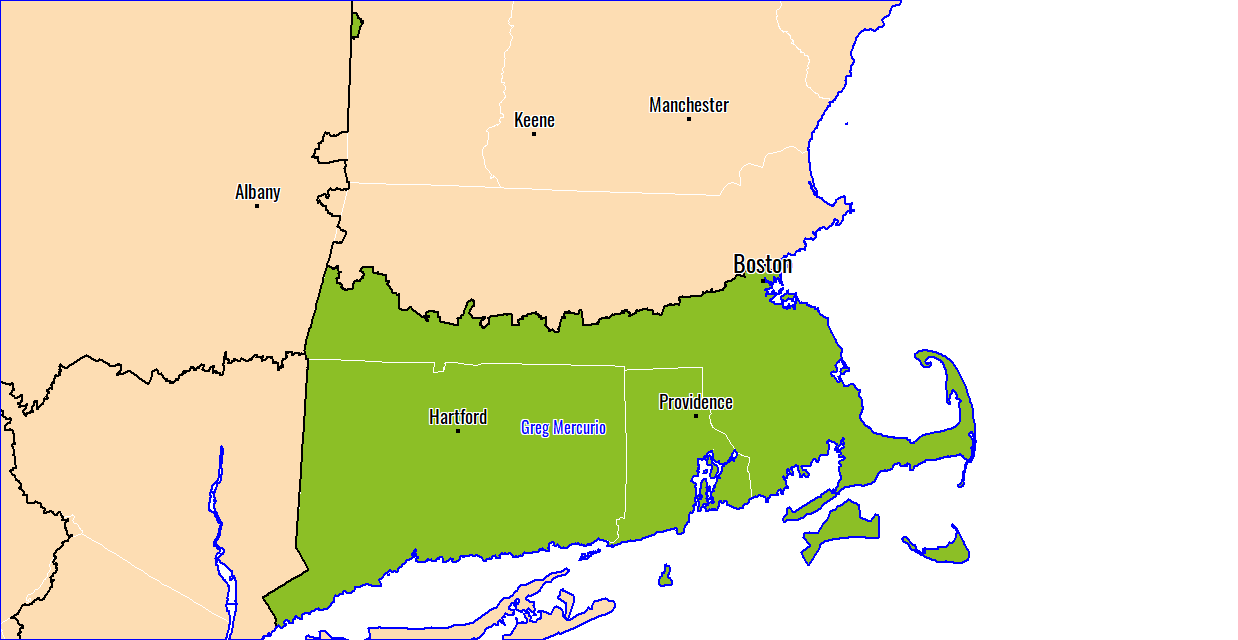 Manchester
Keene
Albany
Boston
Providence
Hartford
Greg Mercurio